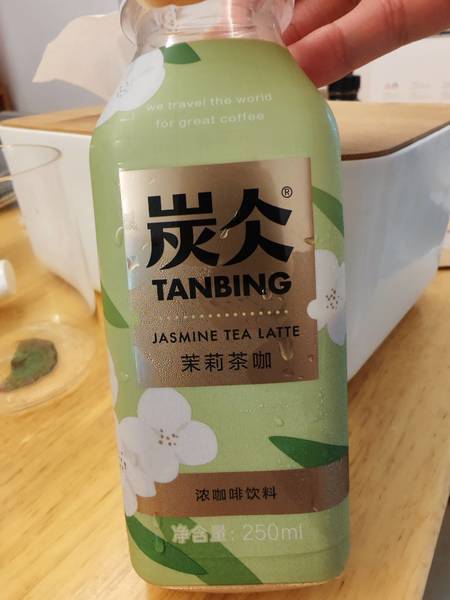 we travel the world
for great coffee
炭仌®
TANBING
JASMINE TEA LATTE
茉莉茶咖
浓咖啡饮料
净含量: 250ml